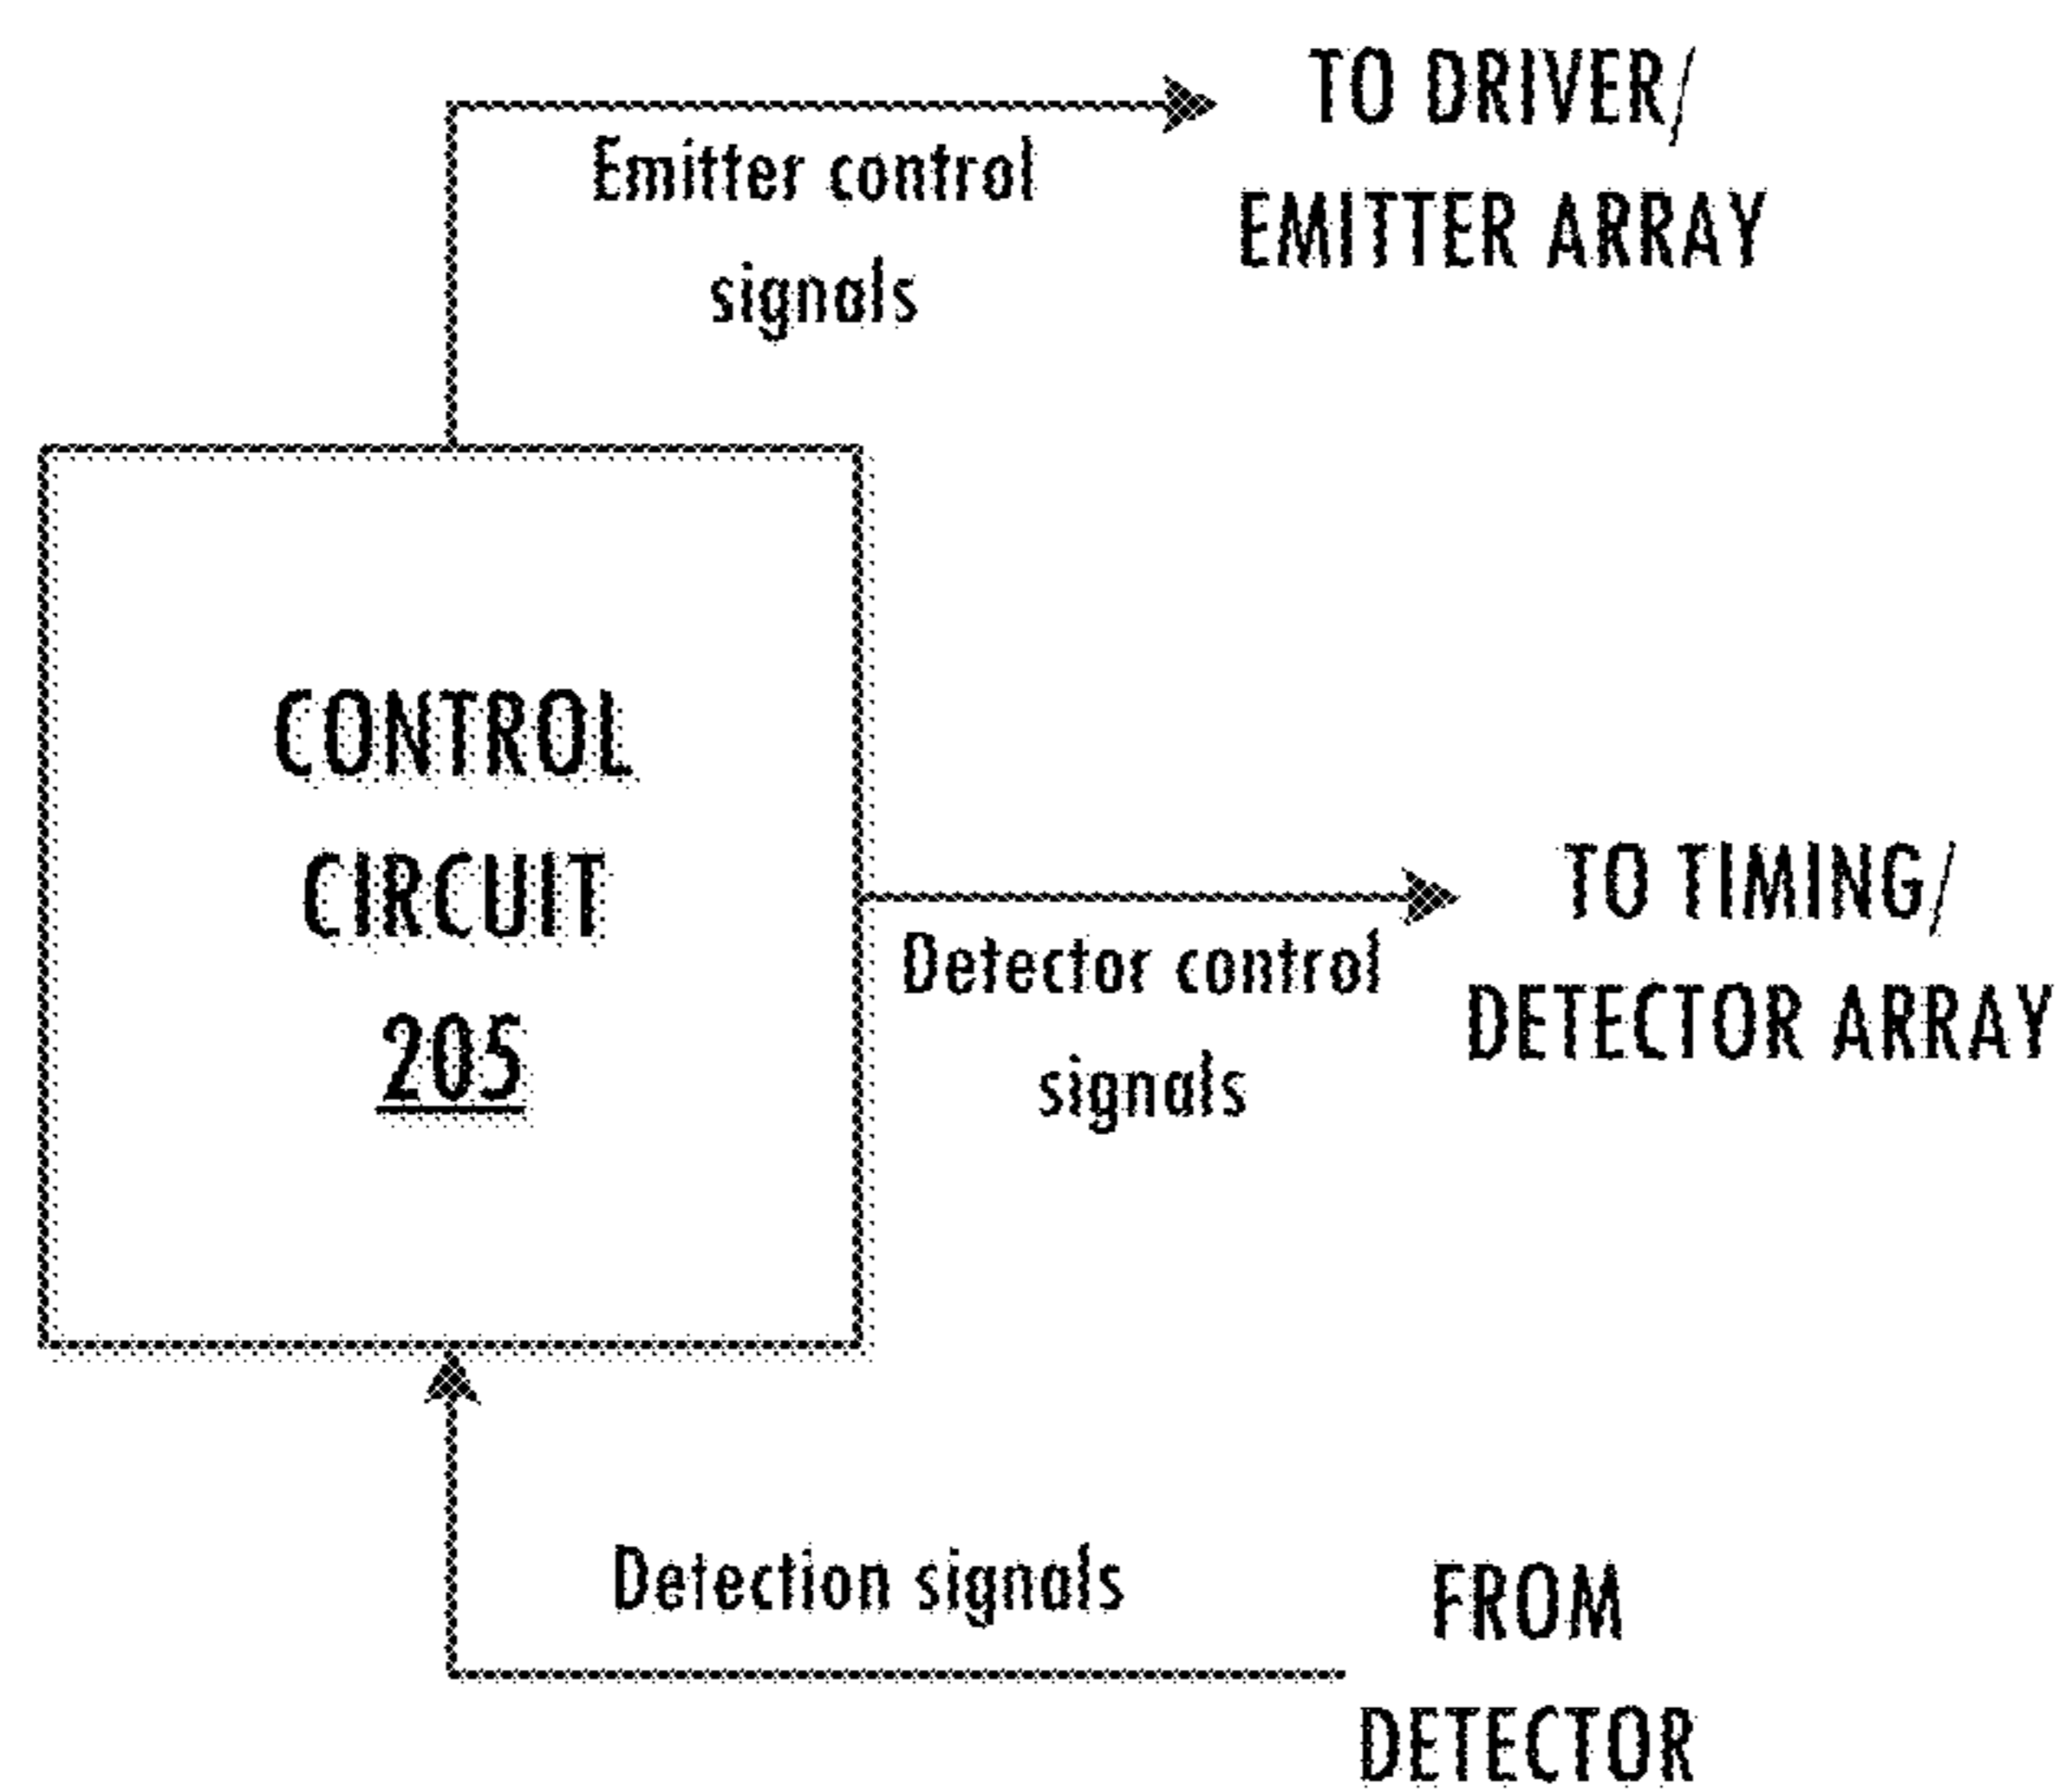 TO DRIVER/
EMITTER ARRAY
Emitter control
signals
CONTROL
CIRCUIT
205
TO TIMING/
DETECTOR ARRAY
Detector control
signals
Detection signals
FROM
DETECTOR